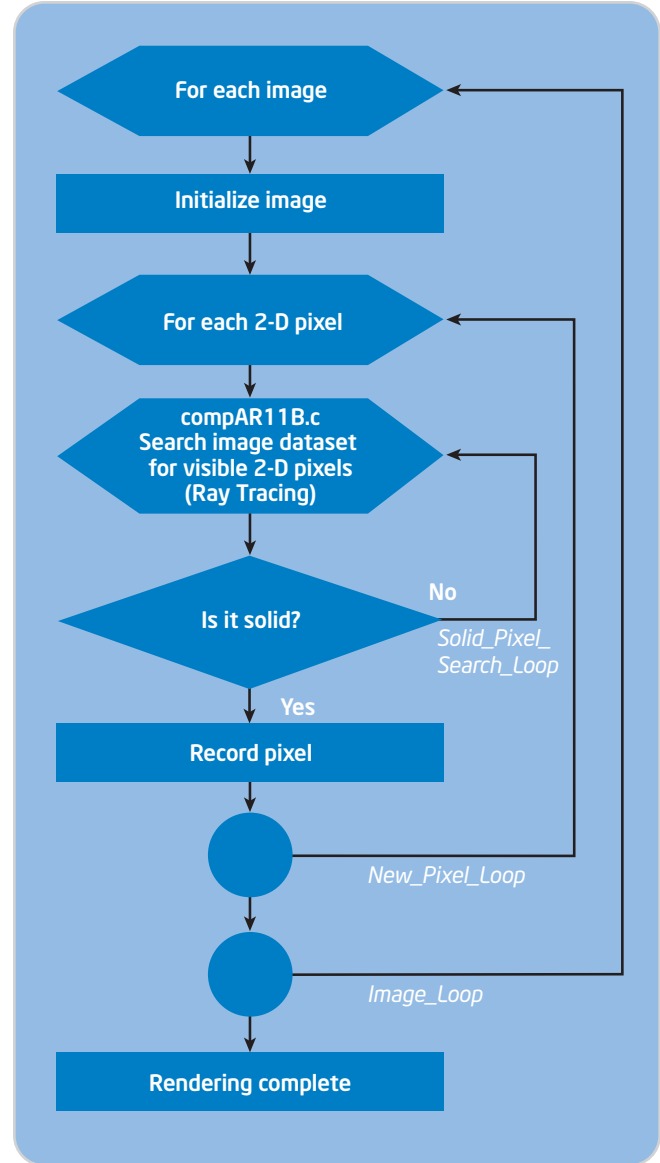 For each image
Initialize image
For each 2-D pixel
compAR11B.c
Search image dataset
for visible 2-D pixels
(Ray Tracing)
Is it solid?
No
Solid_Pixel_
Search_Loop
Yes
Record pixel
New_Pixel_Loop
Image_Loop
Rendering complete